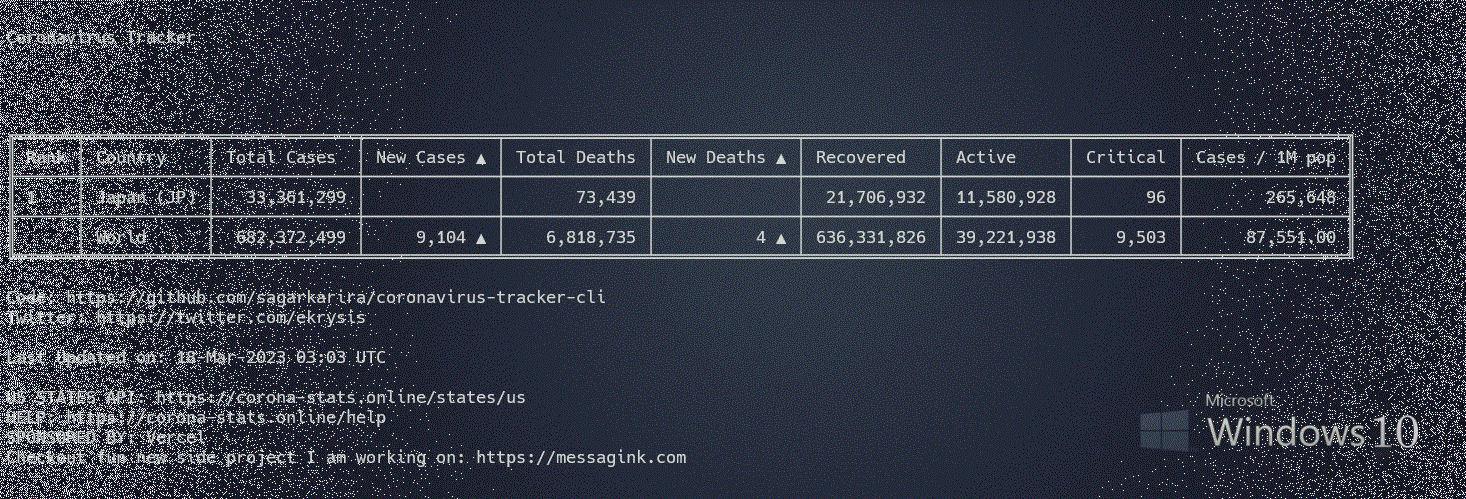 Coronavirus Tracker
Rank Country Total Cases New Cases ▲ Total Deaths New Deaths ▲ Recovered Active Critical Cases / 1M pop
1 Japan (JP) 33,361,299 73,439 21,706,932 11,580,928 96 265,648
World 682,372,499 9,104 ▲ 6,818,735 4 ▲ 636,331,826 39,221,938 9,503 87,551.00
Code: https://github.com/sagarkarira/coronavirus-tracker-cli
Twitter: https://twitter.com/ekrysis
Last Updated on: 18-Mar-2023 03:03 UTC
US STATES API: https://corona-stats.online/states/us
HELP: https://corona-stats.online/help
SPONSORED BY: Vercel
Checkout fun new side project I am working on: https://messagink.com
Microsoft
Windows 10